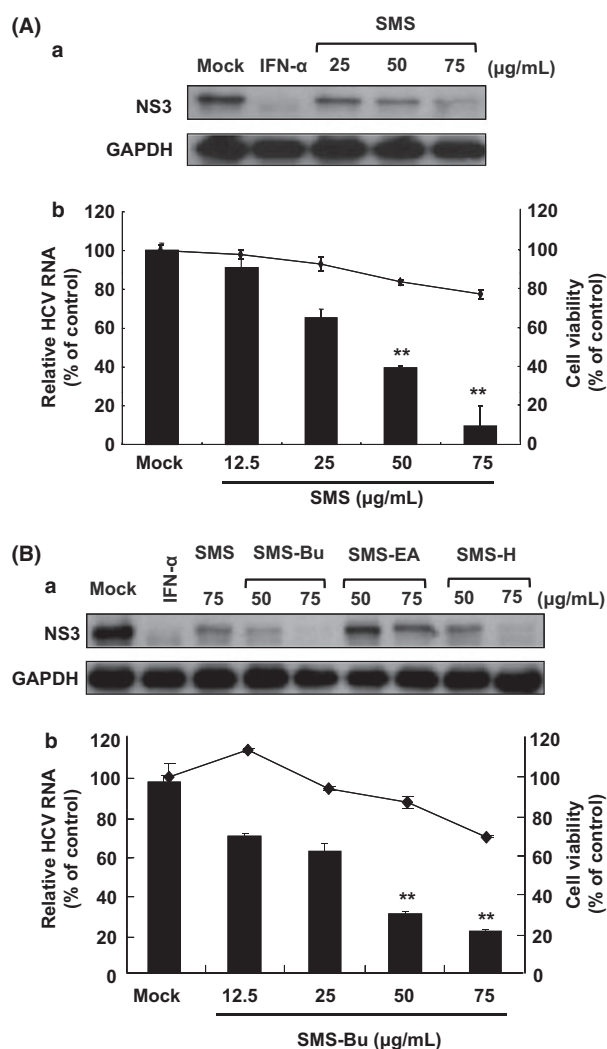 (A)
SMS
a
Mock IFN-α 25 50 75 (µg/mL)
NS3
GAPDH
b
120 120
100 100
80 80
60 60
40 40
20 20
0 0
Relative HCV RNA
(% of control)
Cell viability
(% of control)
**
**
Mock 12.5 25 50 75
SMS (µg/mL)
(B)
SMS SMS-Bu SMS-EA SMS-H
a
Mock IFN-α 75 50 75 50 75 50 75 (µg/mL)
NS3
GAPDH
b
120 120
100 100
80 80
60 60
40 40
20 20
0 0
Relative HCV RNA
(% of control)
Cell viability
(% of control)
**
**
Mock 12.5 25 50 75
SMS-Bu (µg/mL)